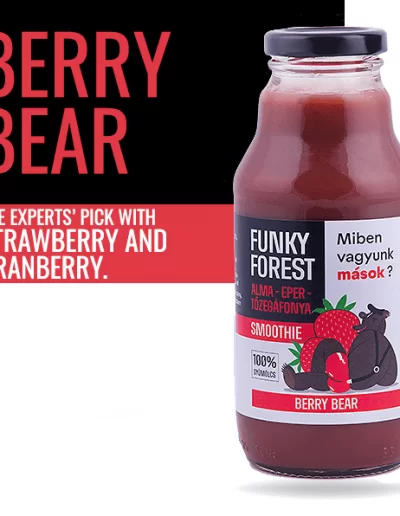 BERRY
BEAR
E EXPERTS' PICK WITH
TRAWBERRY AND
RANBERRY.
FUNKY
FOREST
ALMA - EPER -
TŐZEGÁFONYA
SMOOTHIE
100%
GYÜMÖLCS
Miben
vagyunk
mások?
BERRY BEAR